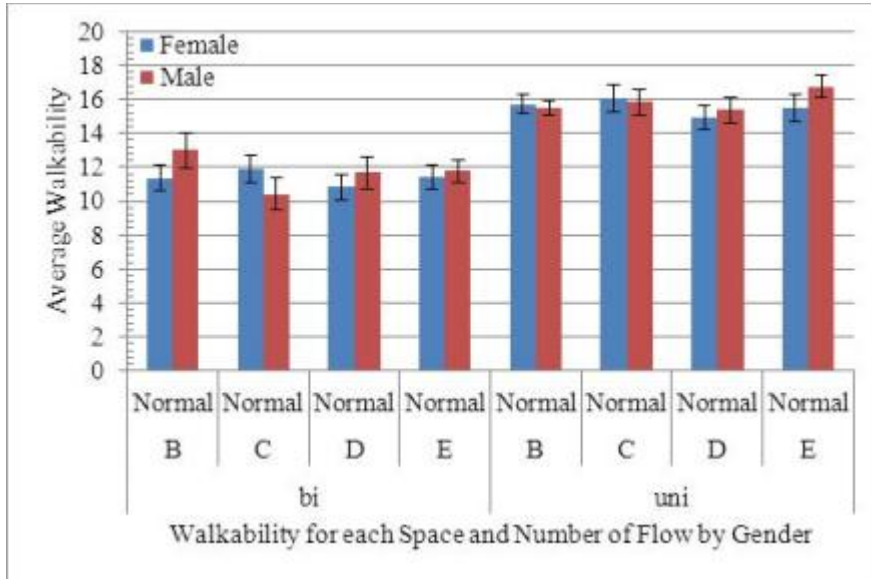 20
18
16
14
12
10
8
6
4
2
0
Average Walkability
Female
Male
Normal Normal Normal Normal Normal Normal Normal Normal
B C D E B C D E
bi uni
Walkability for each Space and Number of Flow by Gender